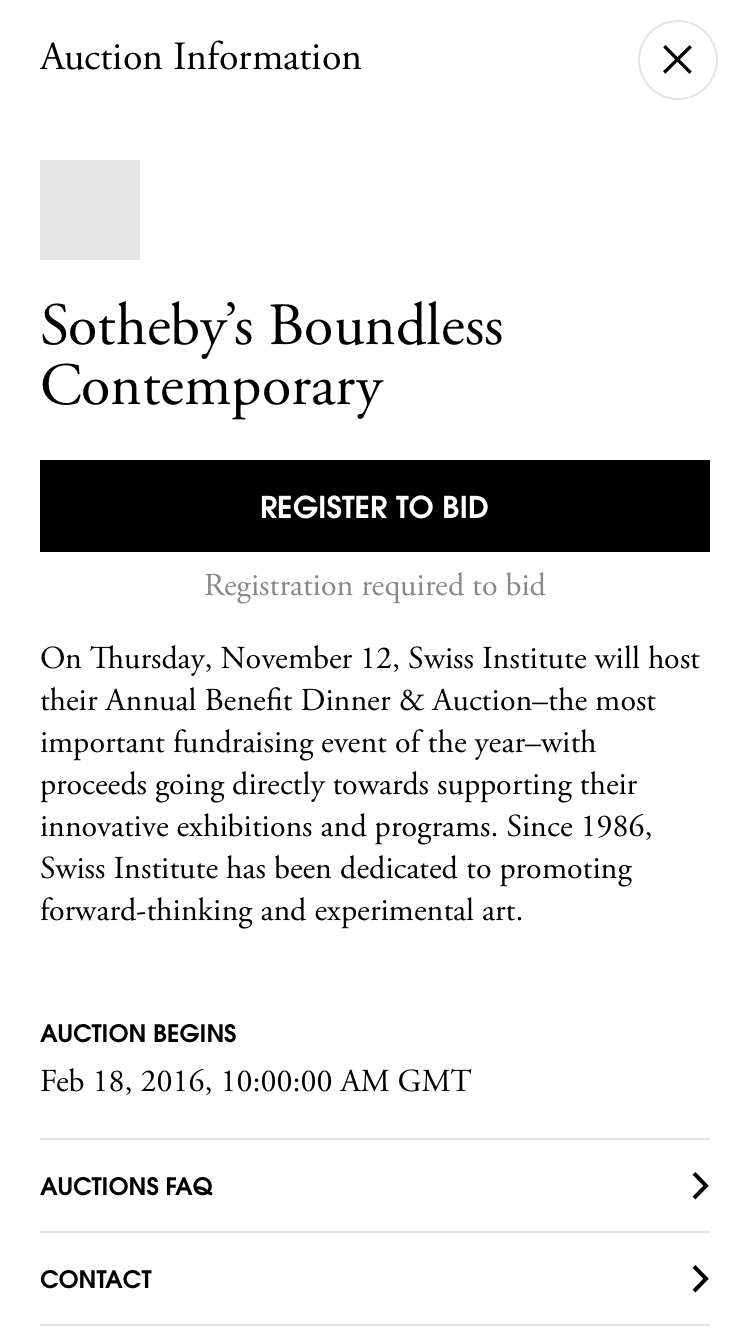 Auction Information
Sotheby’s Boundless
Contemporary
REGISTER TO BID
Registration required to bid
On Thursday, November 12, Swiss Institute will host
their Annual Benefit Dinner & Auction–the most
important fundraising event of the year–with
proceeds going directly towards supporting their
innovative exhibitions and programs. Since 1986,
Swiss Institute has been dedicated to promoting
forward-thinking and experimental art.
AUCTION BEGINS
Feb 18, 2016, 10:00:00 AM GMT
AUCTIONS FAQ
CONTACT